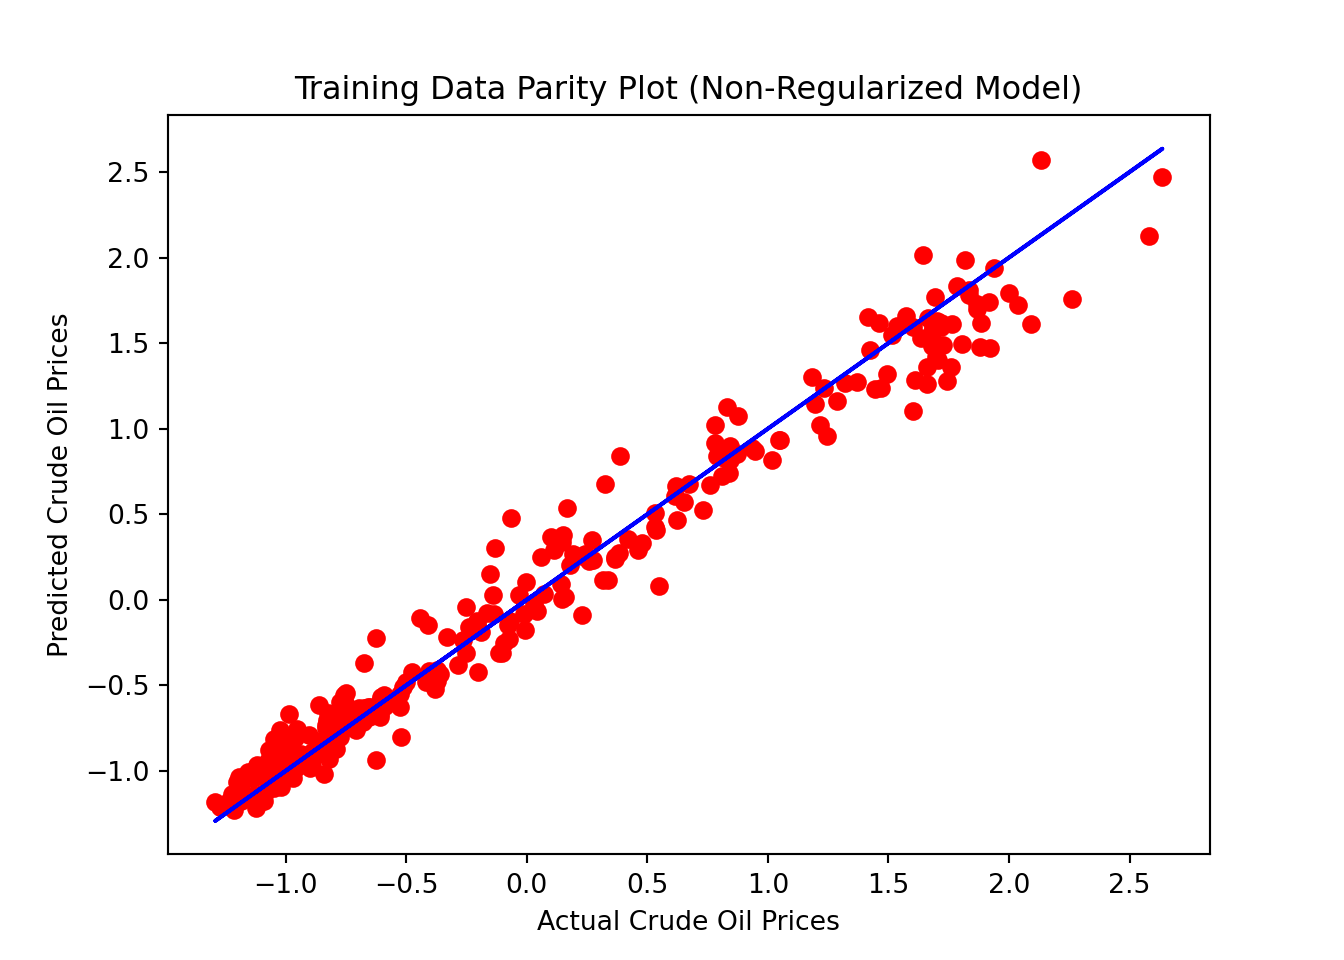 Training Data Parity Plot (Non-Regularized Model)
Predicted Crude Oil Prices
2.5
2.0
1.5
1.0
0.5
0.0
−0.5
−1.0
−1.0 −0.5 0.0 0.5 1.0 1.5 2.0 2.5
Actual Crude Oil Prices